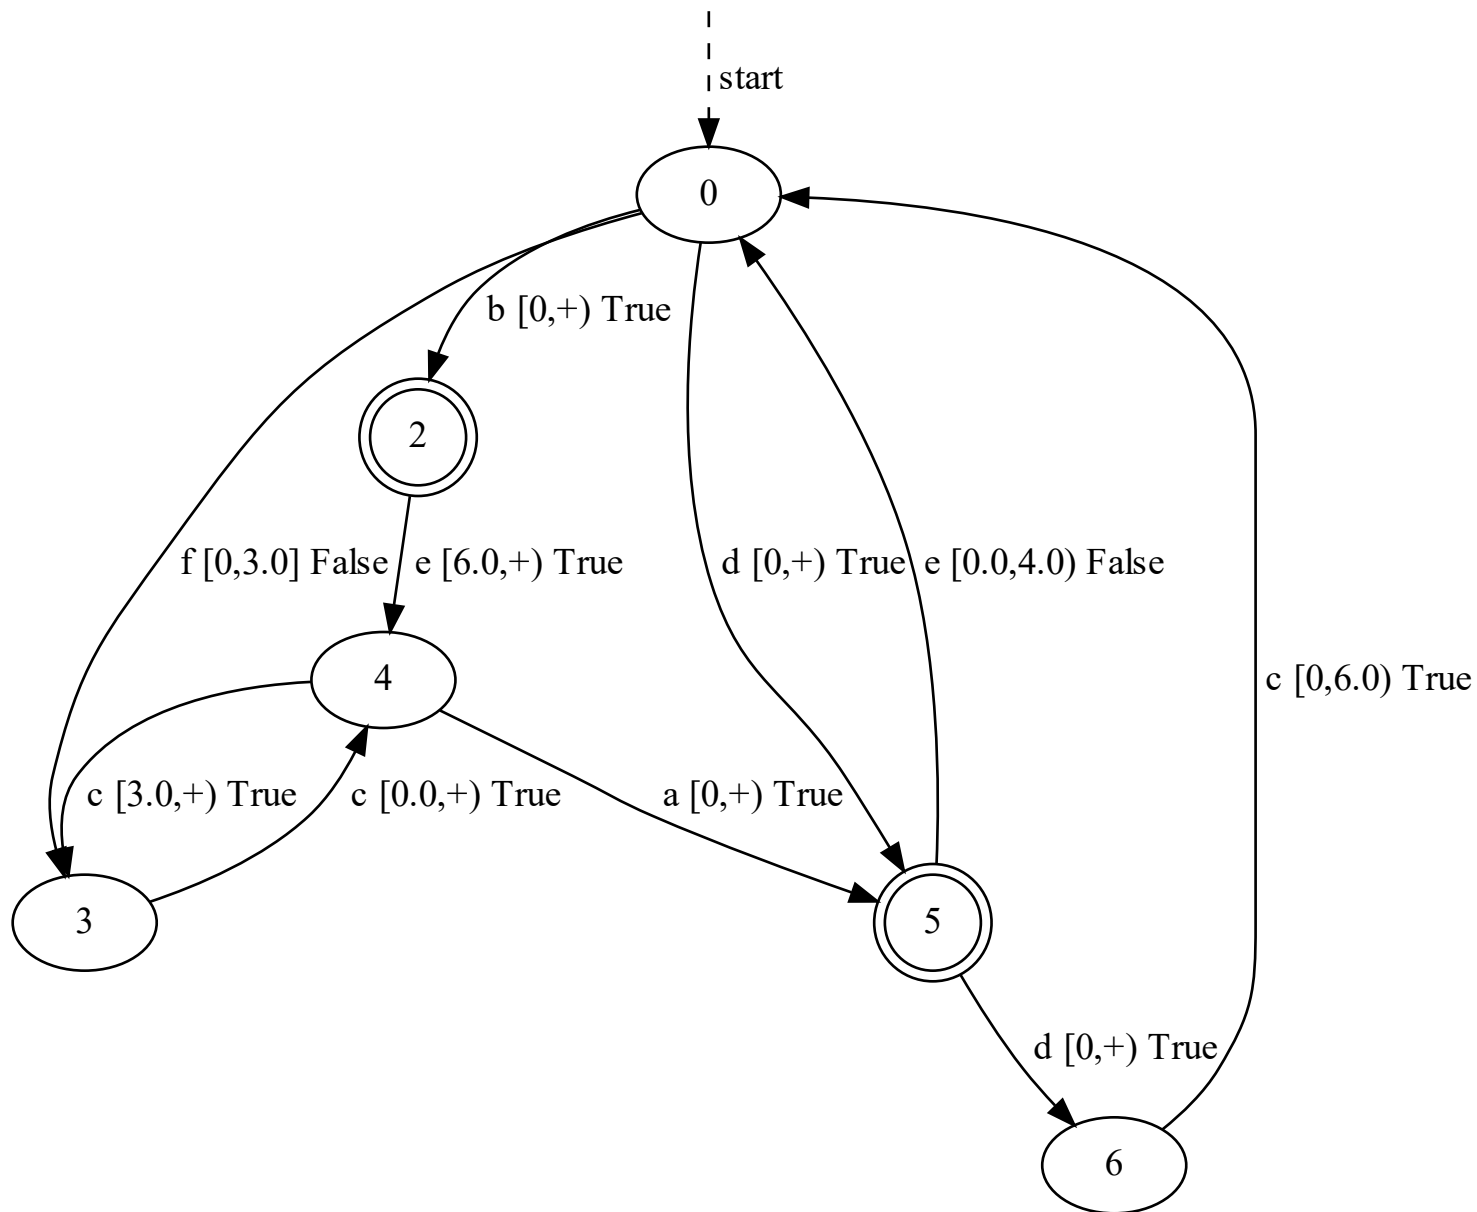 start
0
b [0,+) True
2
f [0,3.0] False
e [6.0,+) True
d [0,+) True
e [0.0,4.0) False
4
c [0,6.0) True
c [3.0,+) True
c [0.0,+) True
a [0,+) True
3
5
d [0,+) True
6